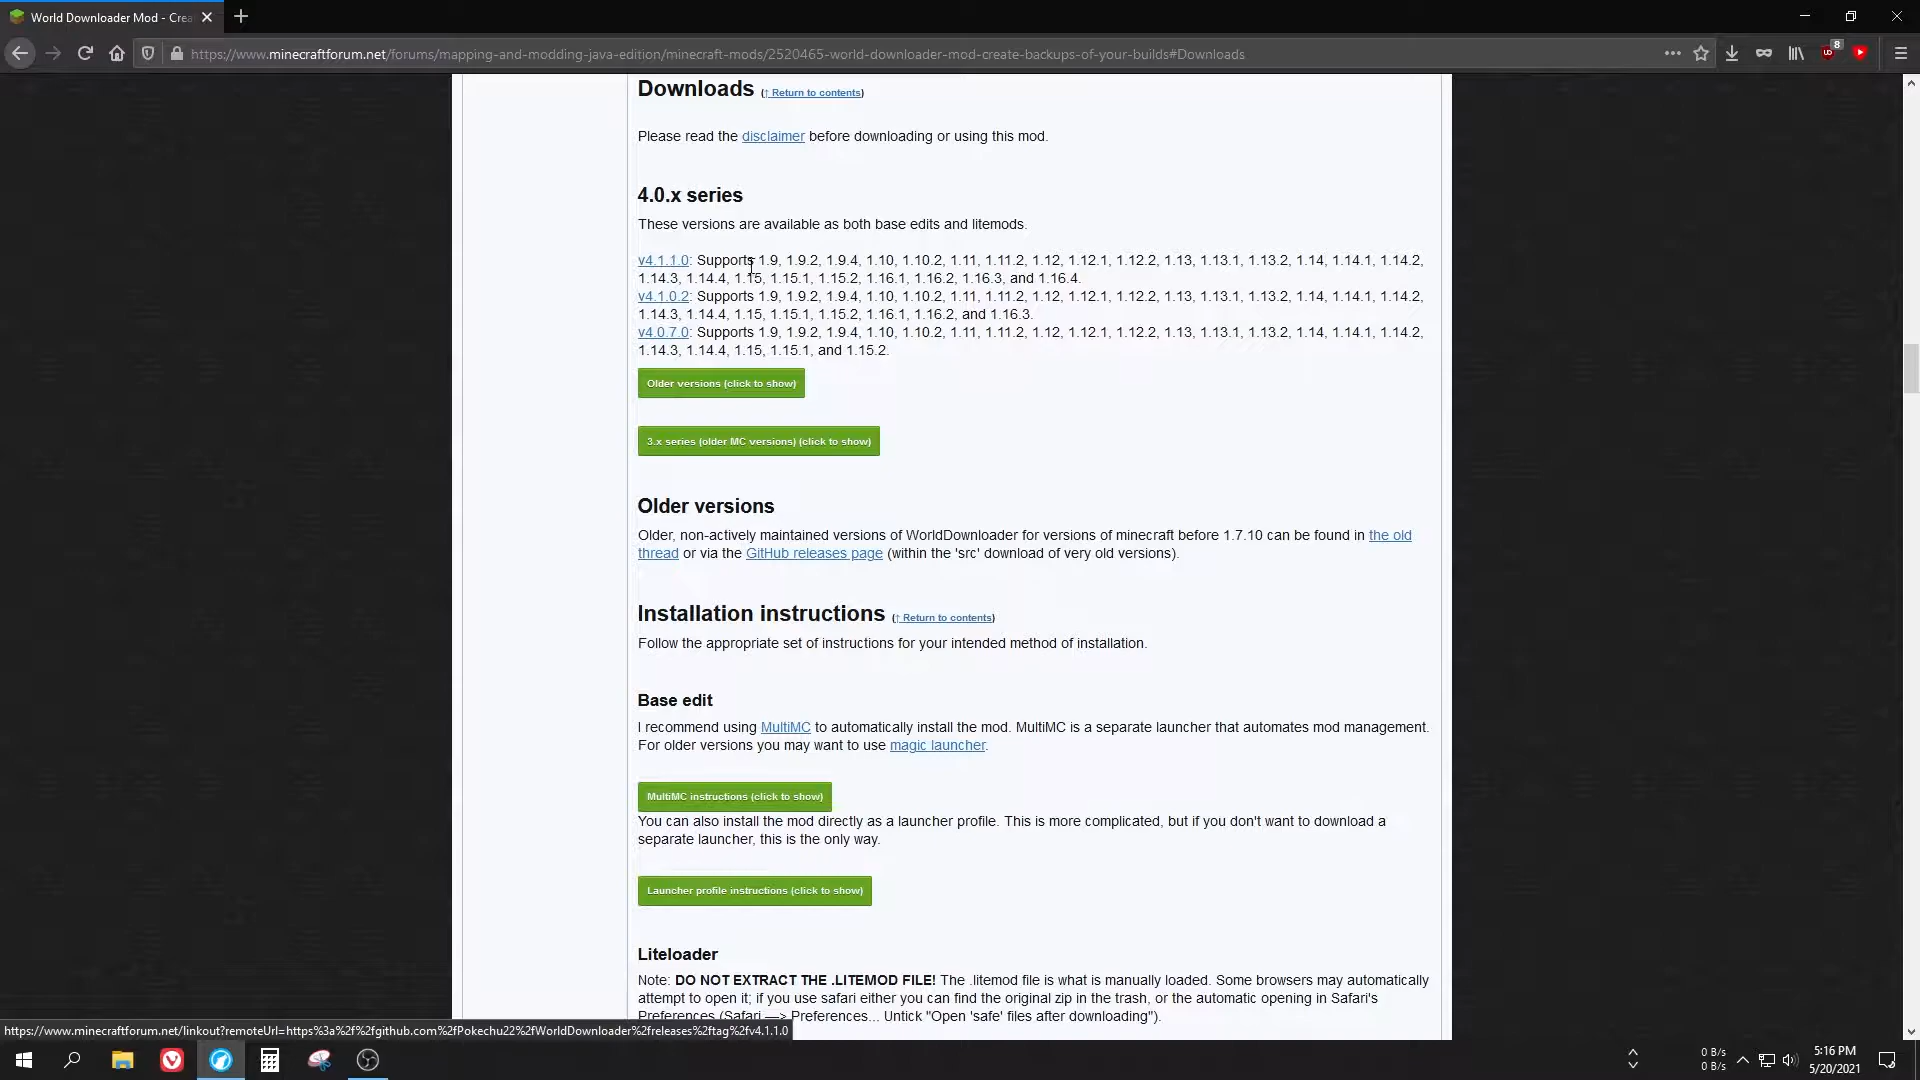 World Downloader Mod - Crea
https://www.minecraftforum.net/forums/mapping-and-modding-java-edition/minecraft-mods/2520465-world-downloader-mod-create-backups-of-your-builds#Downloads
8
Downloads (↑ Return to contents)
Please read the disclaimer before downloading or using this mod.
4.0.x series
These versions are available as both base edits and litemods.
v4.1.1.0: Supports 1.9, 1.9.2, 1.9.4, 1.10, 1.10.2, 1.11, 1.11.2, 1.12, 1.12.1, 1.12.2, 1.13, 1.13.1, 1.13.2, 1.14, 1.14.1, 1.14.2,
1.14.3, 1.14.4, 1.15, 1.15.1, 1.15.2, 1.16.1, 1.16.2, 1.16.3, and 1.16.4.
v4.1.0.2: Supports 1.9, 1.9.2, 1.9.4, 1.10, 1.10.2, 1.11, 1.11.2, 1.12, 1.12.1, 1.12.2, 1.13, 1.13.1, 1.13.2, 1.14, 1.14.1, 1.14.2,
1.14.3, 1.14.4, 1.15, 1.15.1, 1.15.2, 1.16.1, 1.16.2, and 1.16.3.
v4.0.7.0: Supports 1.9, 1.9.2, 1.9.4, 1.10, 1.10.2, 1.11, 1.11.2, 1.12, 1.12.1, 1.12.2, 1.13, 1.13.1, 1.13.2, 1.14, 1.14.1, 1.14.2,
1.14.3, 1.14.4, 1.15, 1.15.1, and 1.15.2.
Older versions (click to show)
3.x series (older MC versions) (click to show)
Older versions
Older, non-actively maintained versions of WorldDownloader for versions of minecraft before 1.7.10 can be found in the old
thread or via the GitHub releases page (within the 'src' download of very old versions).
Installation instructions (↑ Return to contents)
Follow the appropriate set of instructions for your intended method of installation.
Base edit
I recommend using MultiMC to automatically install the mod. MultiMC is a separate launcher that automates mod management.
For older versions you may want to use magic launcher.
MultiMC instructions (click to show)
You can also install the mod directly as a launcher profile. This is more complicated, but if you don't want to download a
separate launcher, this is the only way.
Launcher profile instructions (click to show)
Liteloader
Note: DO NOT EXTRACT THE .LITEMOD FILE! The .litemod file is what is manually loaded. Some browsers may automatically
attempt to open it; if you use safari either you can find the original zip in the trash, or the automatic opening in Safari's
Preferences (Safari —> Preferences... Untick "Open 'safe' files after downloading").
https://www.minecraftforum.net/linkout?remoteUrl=https%3a%2f%2fgithub.com%2fPokechu22%2fWorldDownloader%2freleases%2ftag%2fv4.1.1.0
0 B/s
0 B/s
5:16 PM
5/20/2021